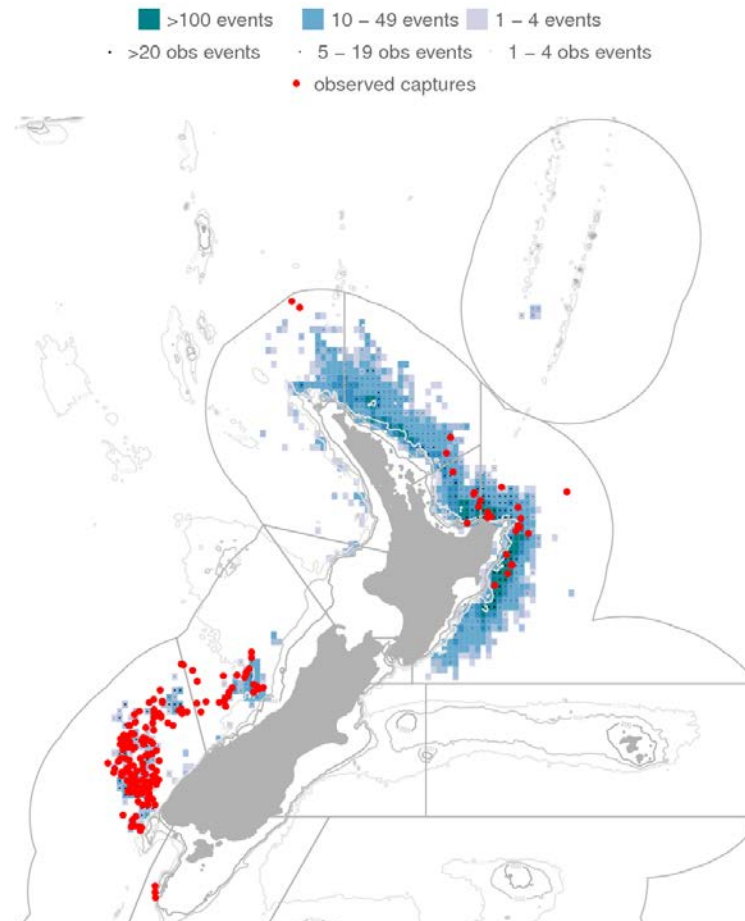 >100 events 10 – 49 events 1 – 4 events
>20 obs events 5 – 19 obs events 1 – 4 obs events
observed captures